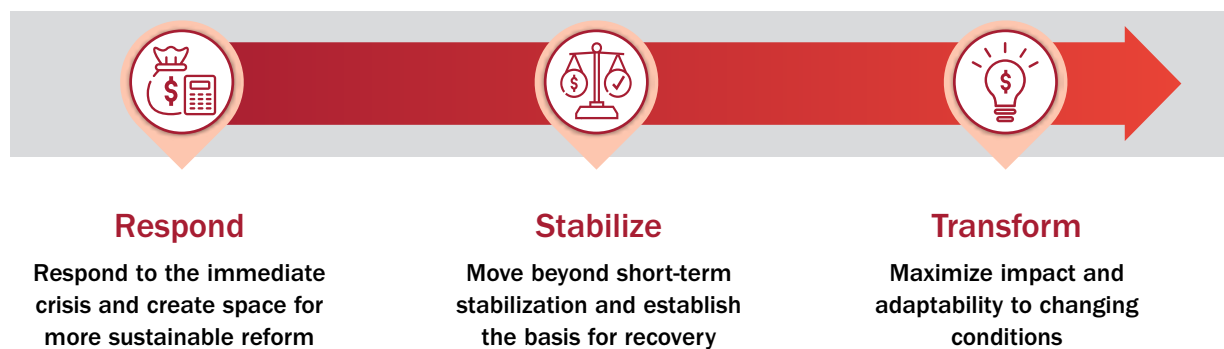 $
$
$
Respond
Respond to the immediate
crisis and create space for
more sustainable reform
Stabilize
Move beyond short-term
stabilization and establish
the basis for recovery
Transform
Maximize impact and
adaptability to changing
conditions